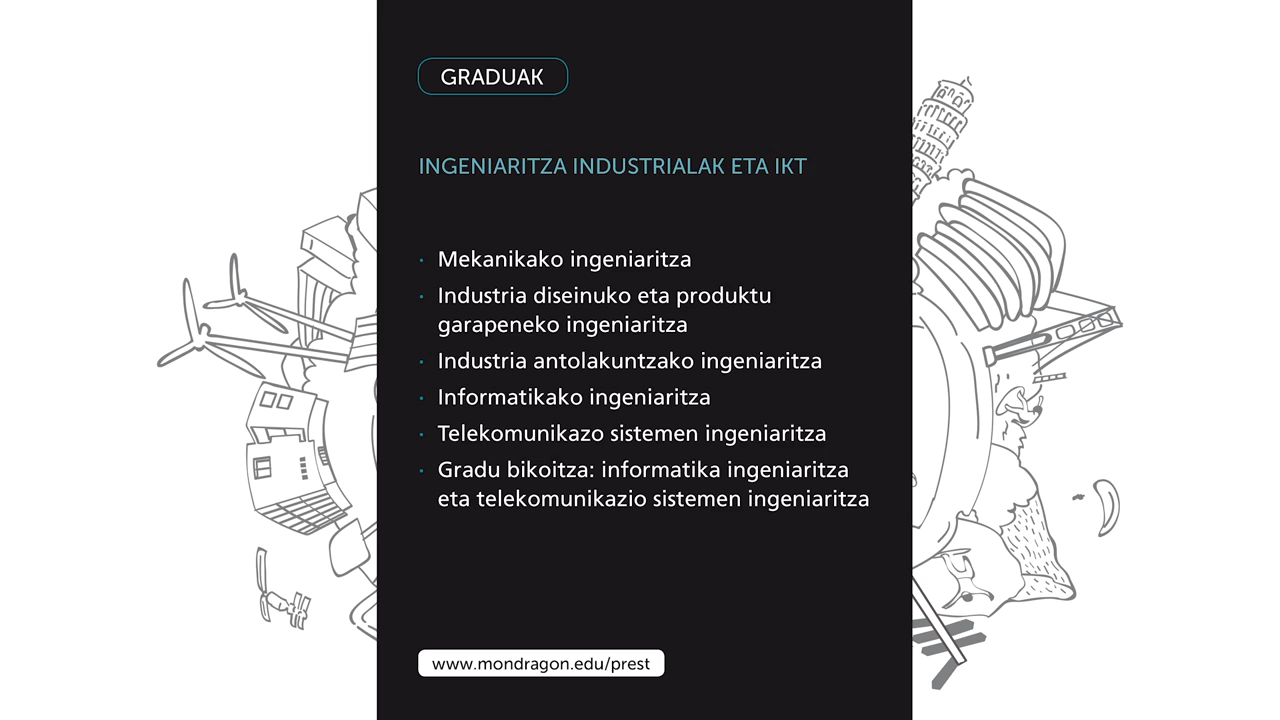 GRADUAK
INGENIARITZA INDUSTRIALAK ETA IKT
· Mekanikako ingeniaritza
· Industria diseinuko eta produktu
garapeneko ingeniaritza
· Industria antolakuntzako ingeniaritza
· Informatikako ingeniaritza
· Telekomunikazo sistemen ingeniaritza
· Gradu bikoitza: informatika ingeniaritza
eta telekomunikazio sistemen ingeniaritza
www.mondragon.edu/prest